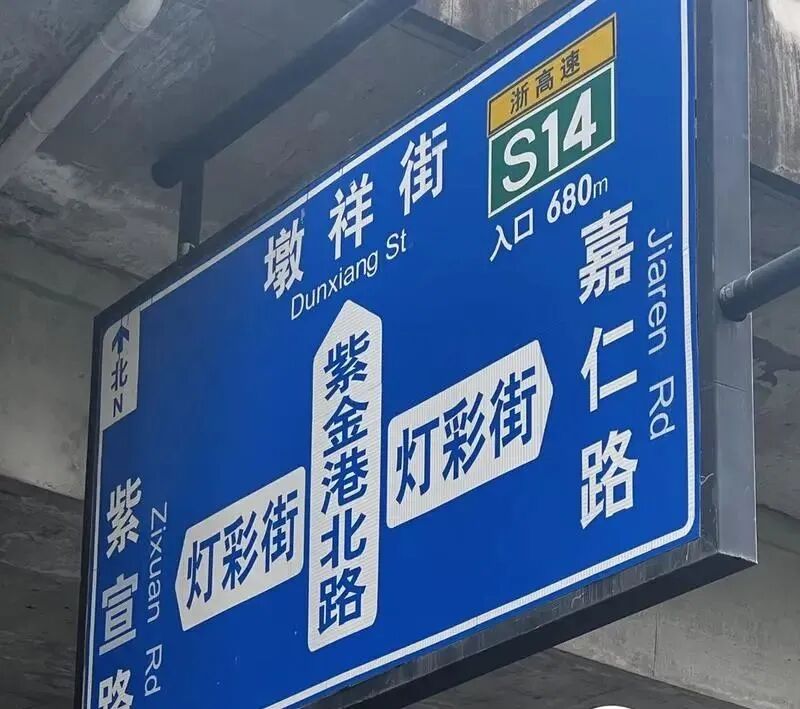 浙高速
S14
入口 680m
墩祥街
Dunxiang St
北
N
紫金港北路
灯彩街
灯彩街
紫宣路
Zixuan Rd
嘉仁路
Jiaren Rd